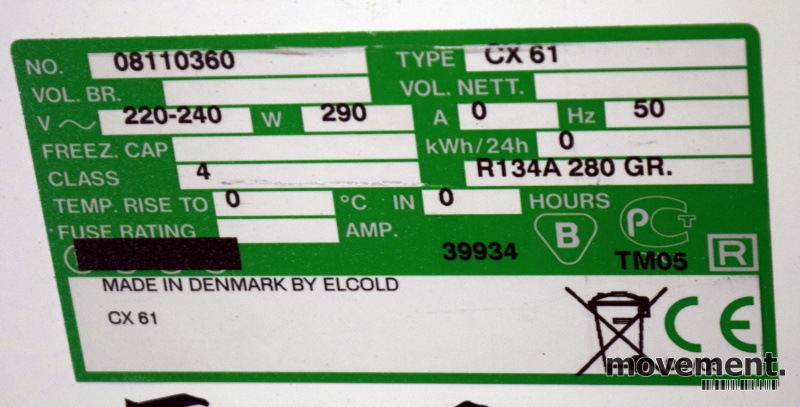 NO. 08110360 TYPE CX 61
VOL. BR. VOL. NETT.
V ~ 220-240 W 290 A 0 Hz 50
FREEZ. CAP kWh/24h 0
CLASS 4 R134A 280 GR.
TEMP. RISE TO 0 °C IN 0 HOURS
FUSE RATING AMP. B PCT
39934 TM05 R
MADE IN DENMARK BY ELCOLD
CX 61
CE
movement.